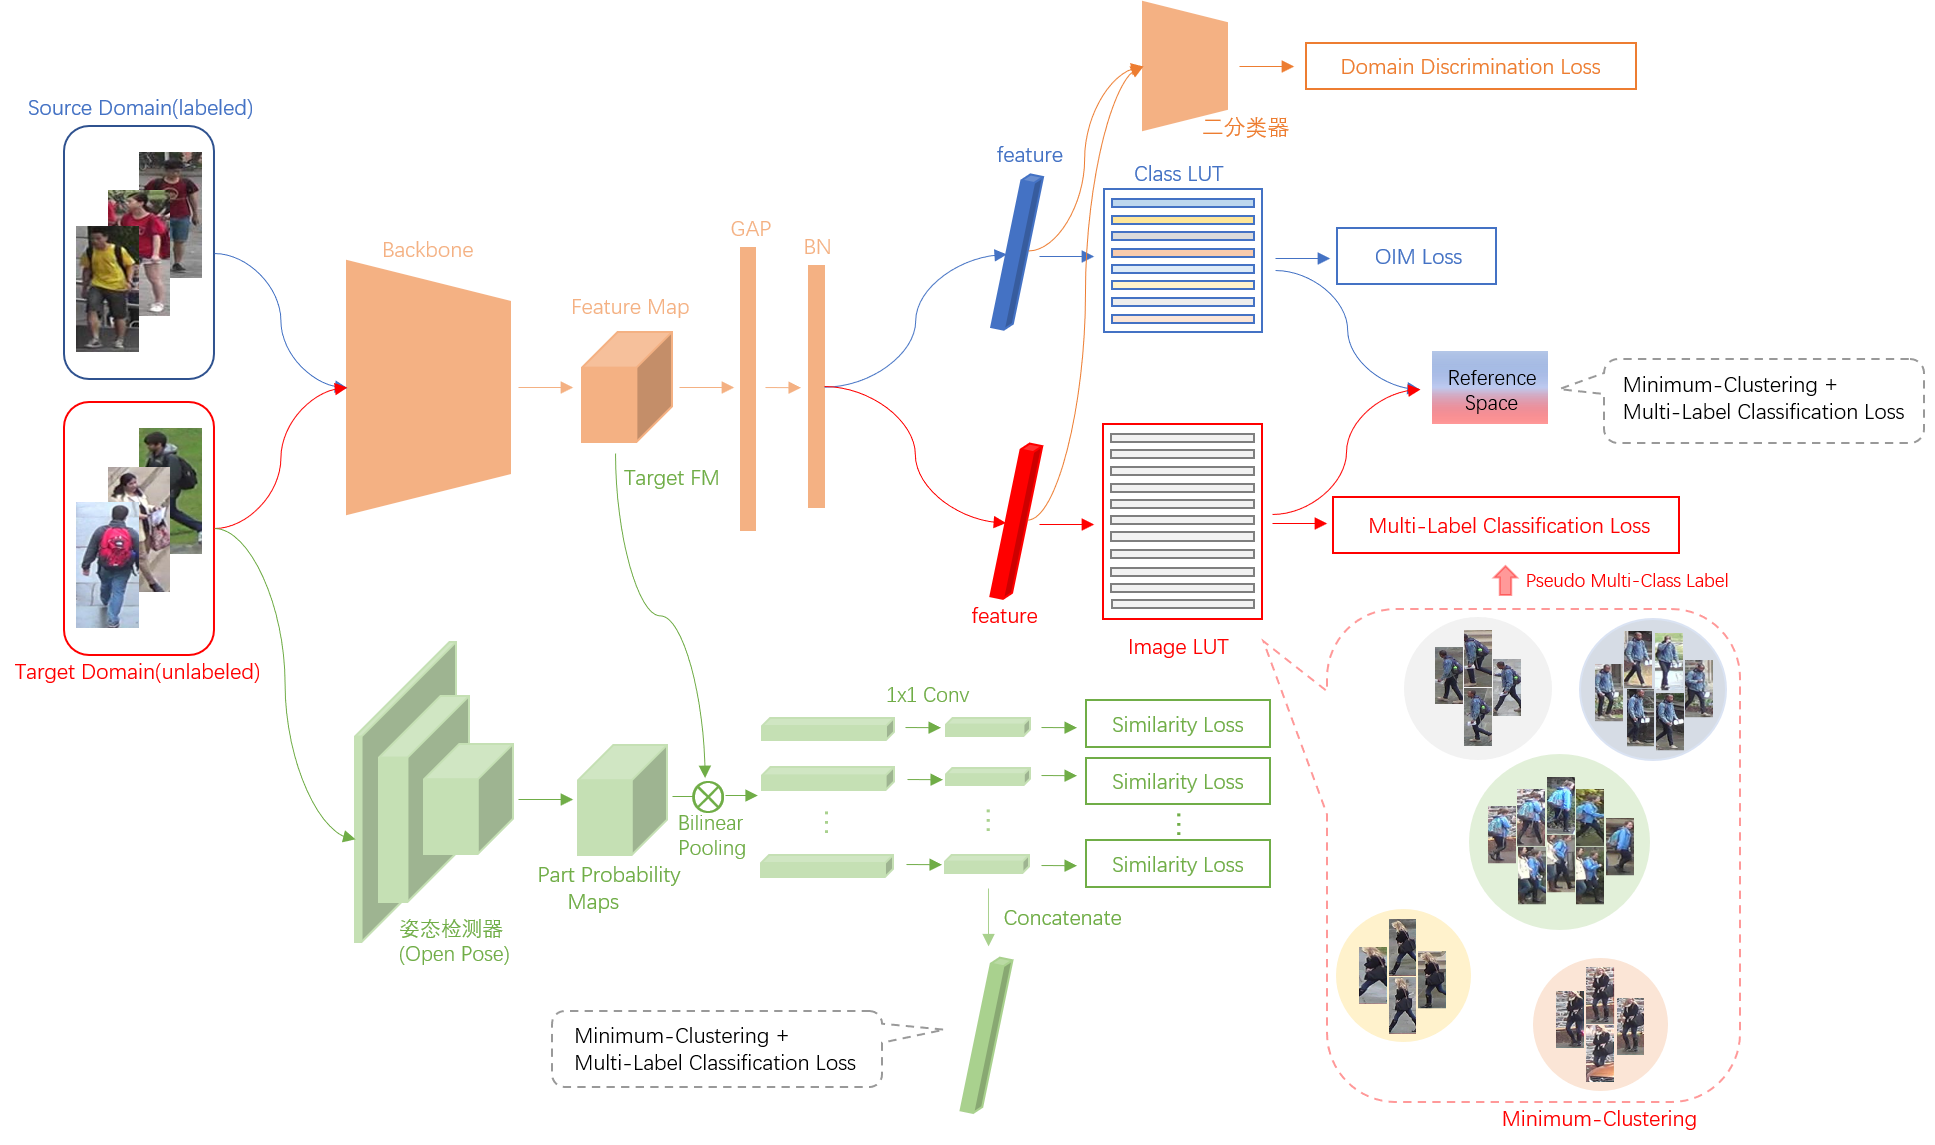 Source Domain(labeled)
Backbone
Feature Map
GAP
BN
feature
二分类器
Domain Discrimination Loss
Class LUT
OIM Loss
Reference
Space
Minimum-Clustering +
Multi-Label Classification Loss
Target Domain(unlabeled)
Target FM
feature
Image LUT
Multi-Label Classification Loss
Pseudo Multi-Class Label
姿态检测器
(Open Pose)
Part Probability
Maps
Bilinear
Pooling
1x1 Conv
Similarity Loss
Similarity Loss
Similarity Loss
Concatenate
Minimum-Clustering +
Multi-Label Classification Loss
Minimum-Clustering